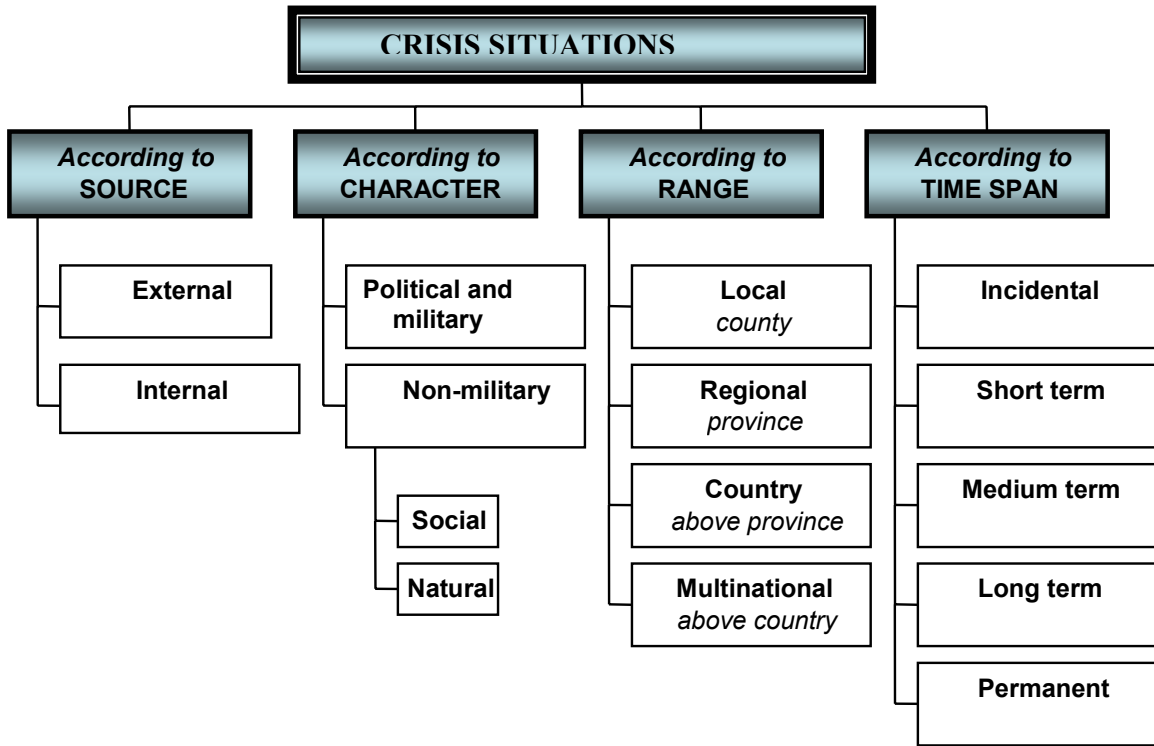 CRISIS SITUATIONS
According to
SOURCE
External
Internal
According to
CHARACTER
Political and
military
Non-military
Social
Natural
According to
RANGE
Local
county
Regional
province
Country
above province
Multinational
above country
According to
TIME SPAN
Incidental
Short term
Medium term
Long term
Permanent